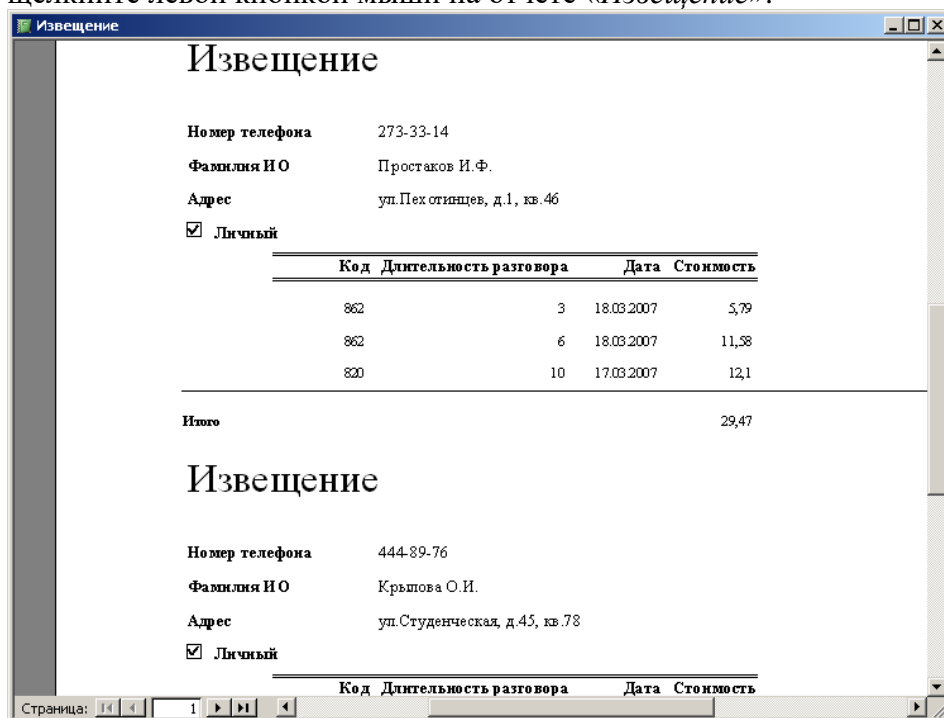 щелкните левой кнопкой мыши на отчете «Извещение».
Извещение
Извещение
Номер телефона 273-33-14
Фамилия И О Простаков И.Ф.
Адрес ул.Пехотинцев, д.1, кв.46
Личный
Код Длительность разговора Дата Стоимость
862 3 18.03.2007 5,79
862 6 18.03.2007 11,58
820 10 17.03.2007 12,1
Итого 29,47
Извещение
Номер телефона 444-89-76
Фамилия И О Крылова О.И.
Адрес ул.Студенческая, д.45, кв.78
Личный
Код Длительность разговора Дата Стоимость
Страница: 1